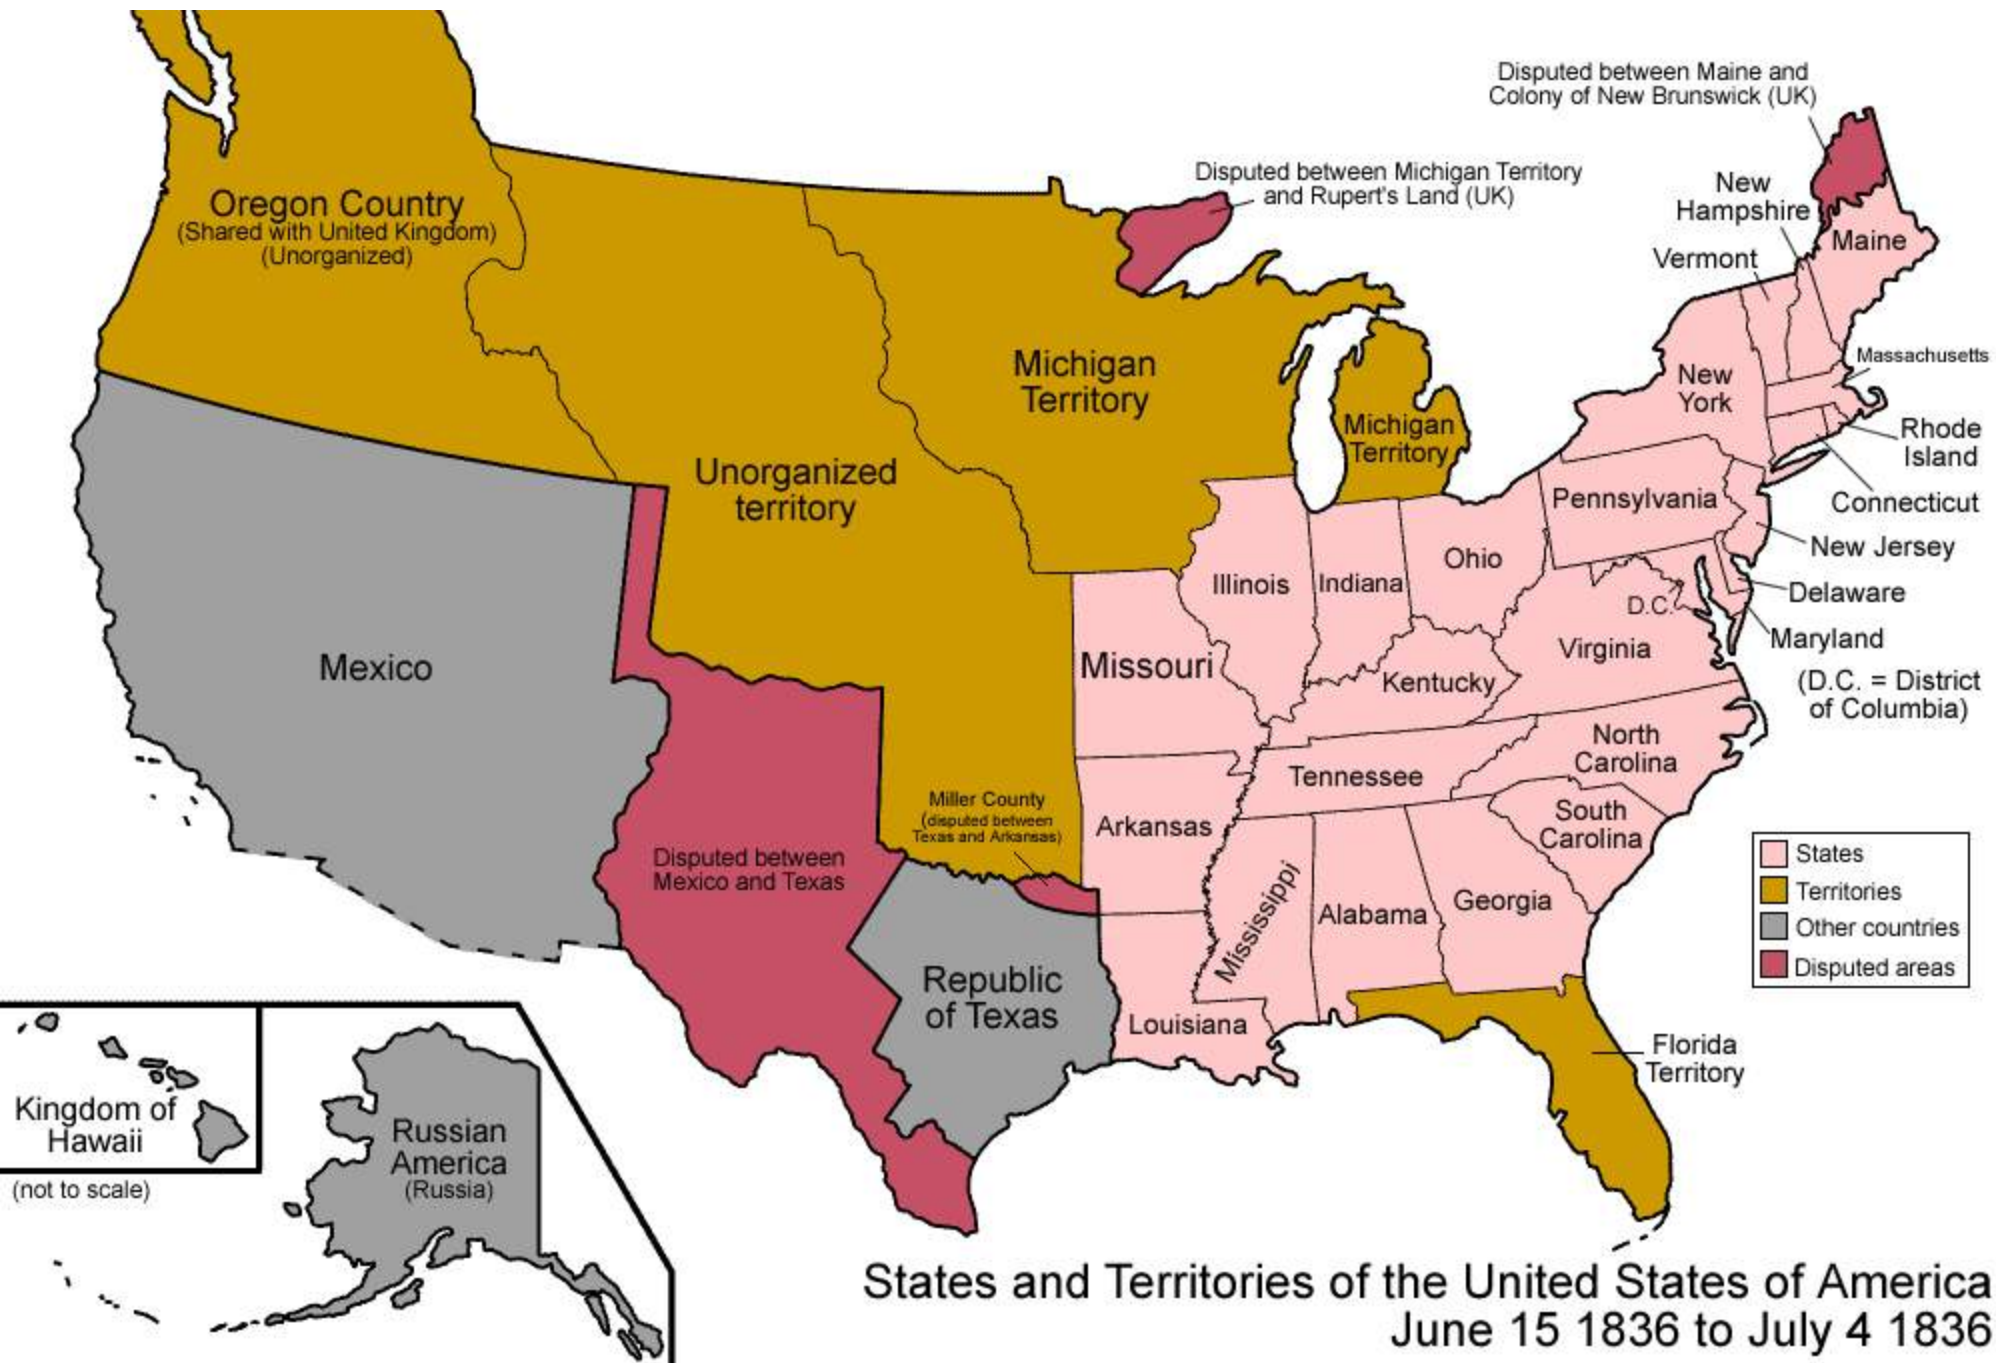 Disputed between Maine and
Colony of New Brunswick (UK)
Disputed between Michigan Territory
and Rupert's Land (UK)
New
Hampshire
Oregon Country
(Shared with United Kingdom)
(Unorganized)
Maine
Vermont
Massachusetts
Michigan
Territory
New
York
Michigan
Territory
Rhode
Island
Unorganized
territory
Pennsylvania
Connecticut
New Jersey
Ohio
Illinois
Indiana
Delaware
D.C.
Maryland
Virginia
Mexico
Missouri
Kentucky
(D.C. = District
of Columbia)
North
Carolina
Tennessee
Miller County
(disputed between
Texas and Arkansas)
Arkansas
South
Carolina
Disputed between
Mexico and Texas
Mississippi
Alabama
Georgia
States
Territories
Other countries
Disputed areas
Republic
of Texas
Louisiana
Florida
Territory
Kingdom of
Hawaii
(not to scale)
Russian
America
(Russia)
States and Territories of the United States of America
June 15 1836 to July 4 1836